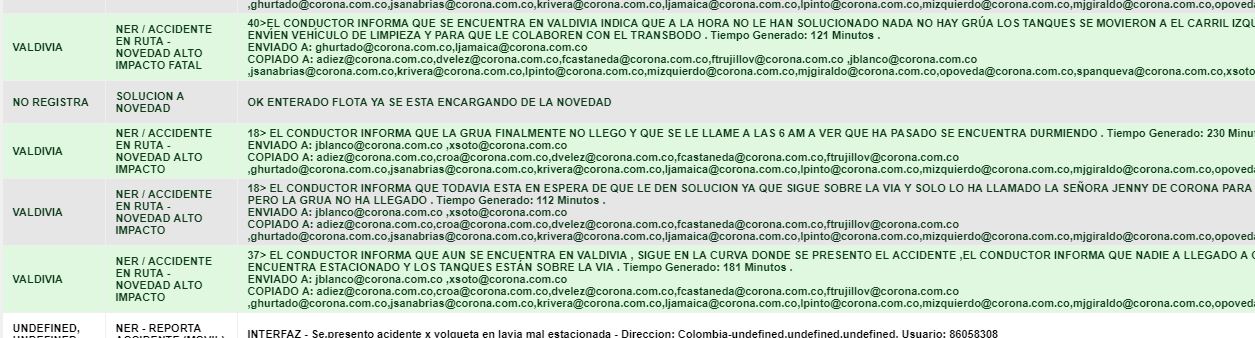 ,ghurtado@corona.com.co,jsanabrias@corona.com.co,krivera@corona.com.co,ljamaica@corona.com.co,lpinto@corona.com.co,mizquierdo@corona.com.co,mjgiraldo@corona.com.co,opoveda
VALDIVIA
NER / ACCIDENTE
EN RUTA -
NOVEDAD ALTO
IMPACTO FATAL
40>EL CONDUCTOR INFORMA QUE SE ENCUENTRA EN VALDIVIA INDICA QUE A LA HORA NO LE HAN SOLUCIONADO NADA NO HAY GRÚA LOS TANQUES SE MOVIERON A EL CARRIL IZQU
ENVÍEN VEHÍCULO DE LIMPIEZA Y PARA QUE LE COLABOREN CON EL TRANSBODO . Tiempo Generado: 121 Minutos .
ENVIADO A: ghurtado@corona.com.co,ljamaica@corona.com.co
COPIADO A: adiez@corona.com.co,dvelez@corona.com.co,fcastaneda@corona.com.co,ftrujillov@corona.com.co ,jblanco@corona.com.co
,jsanabrias@corona.com.co,krivera@corona.com.co,lpinto@corona.com.co,mizquierdo@corona.com.co,mjgiraldo@corona.com.co,opoveda@corona.com.co,spanqueva@corona.com.co,xsoto
NO REGISTRA
SOLUCION A
NOVEDAD
OK ENTERADO FLOTA YA SE ESTA ENCARGANDO DE LA NOVEDAD
VALDIVIA
NER / ACCIDENTE
EN RUTA -
NOVEDAD ALTO
IMPACTO
18> EL CONDUCTOR INFORMA QUE LA GRUA FINALMENTE NO LLEGO Y QUE SE LE LLAME A LAS 6 AM A VER QUE HA PASADO SE ENCUENTRA DURMIENDO . Tiempo Generado: 230 Minu
ENVIADO A: jblanco@corona.com.co ,xsoto@corona.com.co
COPIADO A: adiez@corona.com.co,croa@corona.com.co,dvelez@corona.com.co,fcastaneda@corona.com.co,ftrujillov@corona.com.co
,ghurtado@corona.com.co,jsanabrias@corona.com.co,krivera@corona.com.co,ljamaica@corona.com.co,lpinto@corona.com.co,mizquierdo@corona.com.co,mjgiraldo@corona.com.co,opoveda
VALDIVIA
NER / ACCIDENTE
EN RUTA -
NOVEDAD ALTO
IMPACTO
18> EL CONDUCTOR INFORMA QUE TODAVIA ESTA EN ESPERA DE QUE LE DEN SOLUCION YA QUE SIGUE SOBRE LA VIA Y SOLO LO HA LLAMADO LA SEÑORA JENNY DE CORONA PARA
PERO LA GRUA NO HA LLEGADO . Tiempo Generado: 112 Minutos .
ENVIADO A: jblanco@corona.com.co ,xsoto@corona.com.co
COPIADO A: adiez@corona.com.co,croa@corona.com.co,dvelez@corona.com.co,fcastaneda@corona.com.co,ftrujillov@corona.com.co
,ghurtado@corona.com.co,jsanabrias@corona.com.co,krivera@corona.com.co,ljamaica@corona.com.co,lpinto@corona.com.co,mizquierdo@corona.com.co,mjgiraldo@corona.com.co,opoveda
VALDIVIA
NER / ACCIDENTE
EN RUTA -
NOVEDAD ALTO
IMPACTO
37> EL CONDUCTOR INFORMA QUE AUN SE ENCUENTRA EN VALDIVIA , SIGUE EN LA CURVA DONDE SE PRESENTO EL ACCIDENTE ,EL CONDUCTOR INFORMA QUE NADIE A LLEGADO A
ENCUENTRA ESTACIONADO Y LOS TANQUES ESTÁN SOBRE LA VIA . Tiempo Generado: 181 Minutos .
ENVIADO A: jblanco@corona.com.co ,xsoto@corona.com.co
COPIADO A: adiez@corona.com.co,croa@corona.com.co,dvelez@corona.com.co,fcastaneda@corona.com.co,ftrujillov@corona.com.co
,ghurtado@corona.com.co,jsanabrias@corona.com.co,krivera@corona.com.co,ljamaica@corona.com.co,lpinto@corona.com.co,mizquierdo@corona.com.co,mjgiraldo@corona.com.co,opoveda
UNDEFINED,
UNDEFINED
NER - REPORTA
ACCIDENTE (MOVIL)
INTERFAZ - Se.presento acidente x volqueta en lavia mal estacionada - Direccion: Colombia-undefined,undefined,undefined. Usuario: 86058308